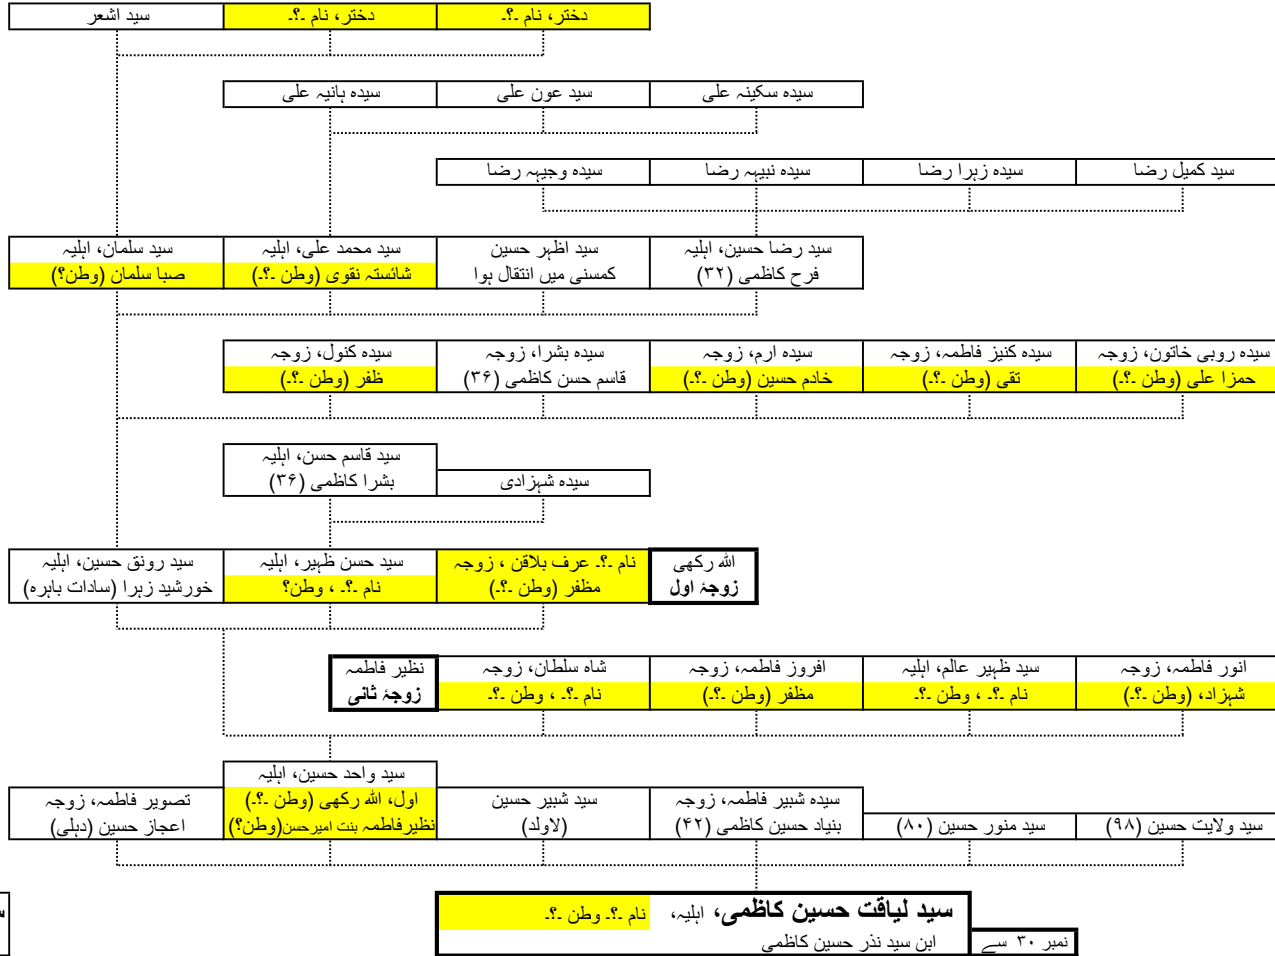 دختر، نام ـ؟ـ
دختر، نام ـ؟ـ
سید اشعر
سیدہ سکینہ علی
سید عون علی
سیدہ ہانیہ علی
سید کمیل رضا
سیدہ زہرا رضا
سیدہ نبیہہ رضا
سیدہ وجیہہ رضا
سید رضا حسین، اہلیہ
فرح کاظمی (۳۲)
سید اظہر حسین
کمسنی میں انتقال ہوا
سید محمد علی، اہلیہ
شائستہ نقوی (وطن ـ؟ـ)
سید سلمان، اہلیہ
صبا سلمان (وطن؟)
سیدہ روبی خاتون، زوجہ
حمزا علی (وطن ـ؟ـ)
سیدہ کنیز فاطمہ، زوجہ
تقی (وطن ـ؟ـ)
سیدہ ارم، زوجہ
خادم حسین (وطن ـ؟ـ)
سیدہ بشرا، زوجہ
قاسم حسن کاظمی (۳۶)
سیدہ کنول، زوجہ
ظفر (وطن ـ؟ـ)
سید قاسم حسن، اہلیہ
بشرا کاظمی (۳۶)
سیدہ شہزادی
اللہ رکھی
زوجۂ اول
نام ـ؟ـ عرف بلاقن ، زوجہ
مظفر (وطن ـ؟ـ)
سید حسن ظہیر، اہلیہ
نام ـ؟ـ ، وطن؟
سید رونق حسین، اہلیہ
خورشید زہرا (سادات باہرہ)
انور فاطمہ، زوجہ
شہزاد، (وطن ـ؟ـ)
سید ظہیر عالم، اہلیہ
نام ـ؟ـ ، وطن ـ؟ـ
افروز فاطمہ، زوجہ
مظفر (وطن ـ؟ـ)
شاہ سلطان، زوجہ
نام ـ؟ـ ، وطن ـ؟ـ
نظیر فاطمہ
زوجۂ ثانی
سید ولایت حسین (۹۸)
سید منور حسین (۸۰)
سیدہ شبیر فاطمہ، زوجہ
بنیاد حسین کاظمی (۴۲)
سید شبیر حسین
(لاولد)
سید واحد حسین، اہلیہ
اول، اللہ رکھی (وطن ـ؟ـ)
نظیرفاطمہ بنت امیرحسن(وطن؟)
تصویر فاطمہ، زوجہ
اعجاز حسین (دہلی)
سید لیاقت حسین کاظمی، اہلیہ، نام ـ؟ـ وطن ـ؟ـ
ابن سید نذر حسین کاظمی
نمبر ۳۰ سے